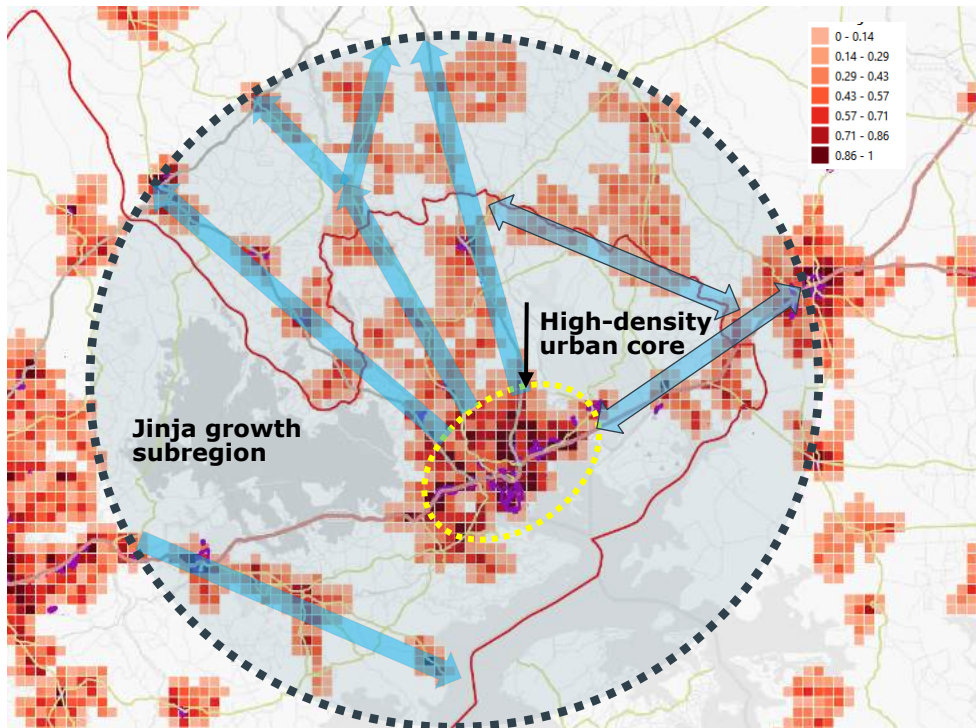 0 - 0.14
0.14 - 0.29
0.29 - 0.43
0.43 - 0.57
0.57 - 0.71
0.71 - 0.86
0.86 - 1
High-density
urban core
Jinja growth
subregion